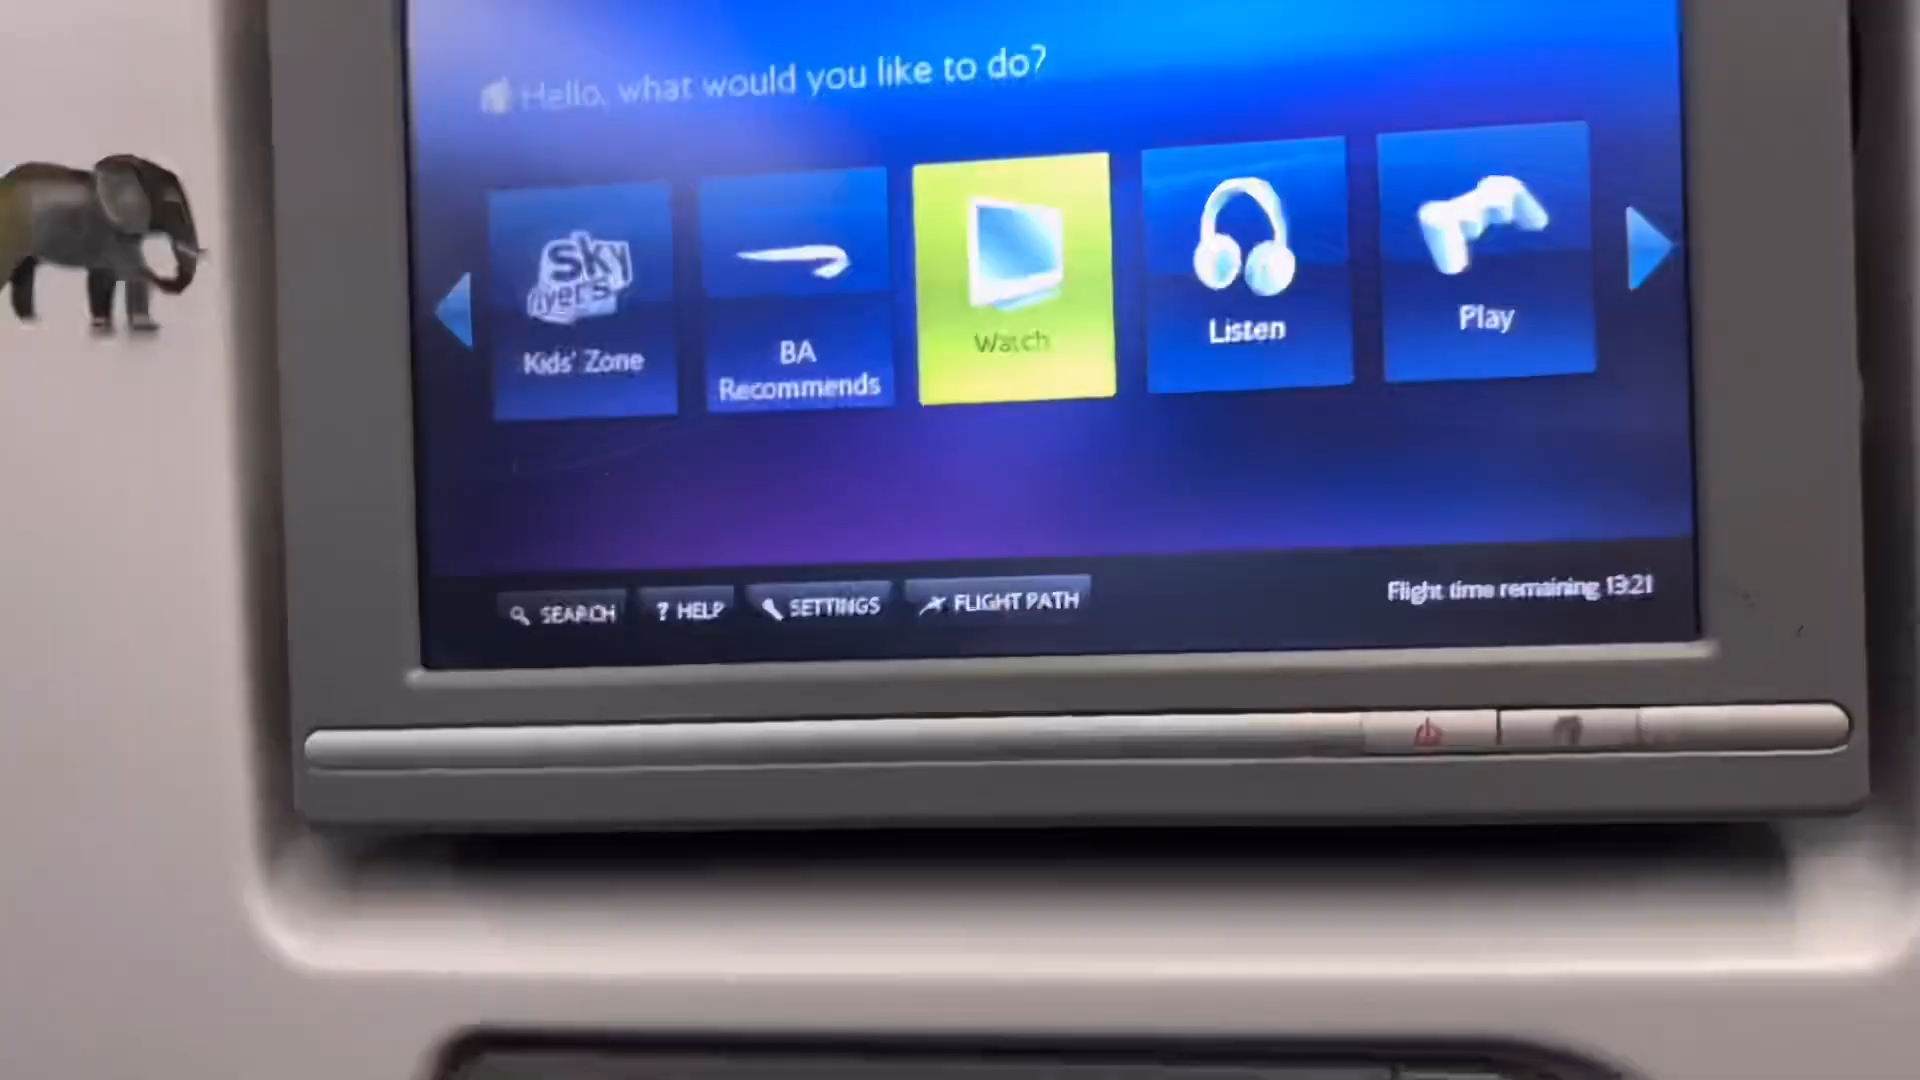 Hello, what would you like to do?
sky
flyers
Kids' Zone
BA
Recommends
Watch
Listen
Play
SEARCH
? HELP
SETTINGS
FLIGHT PATH
Flight time remaining 13:21